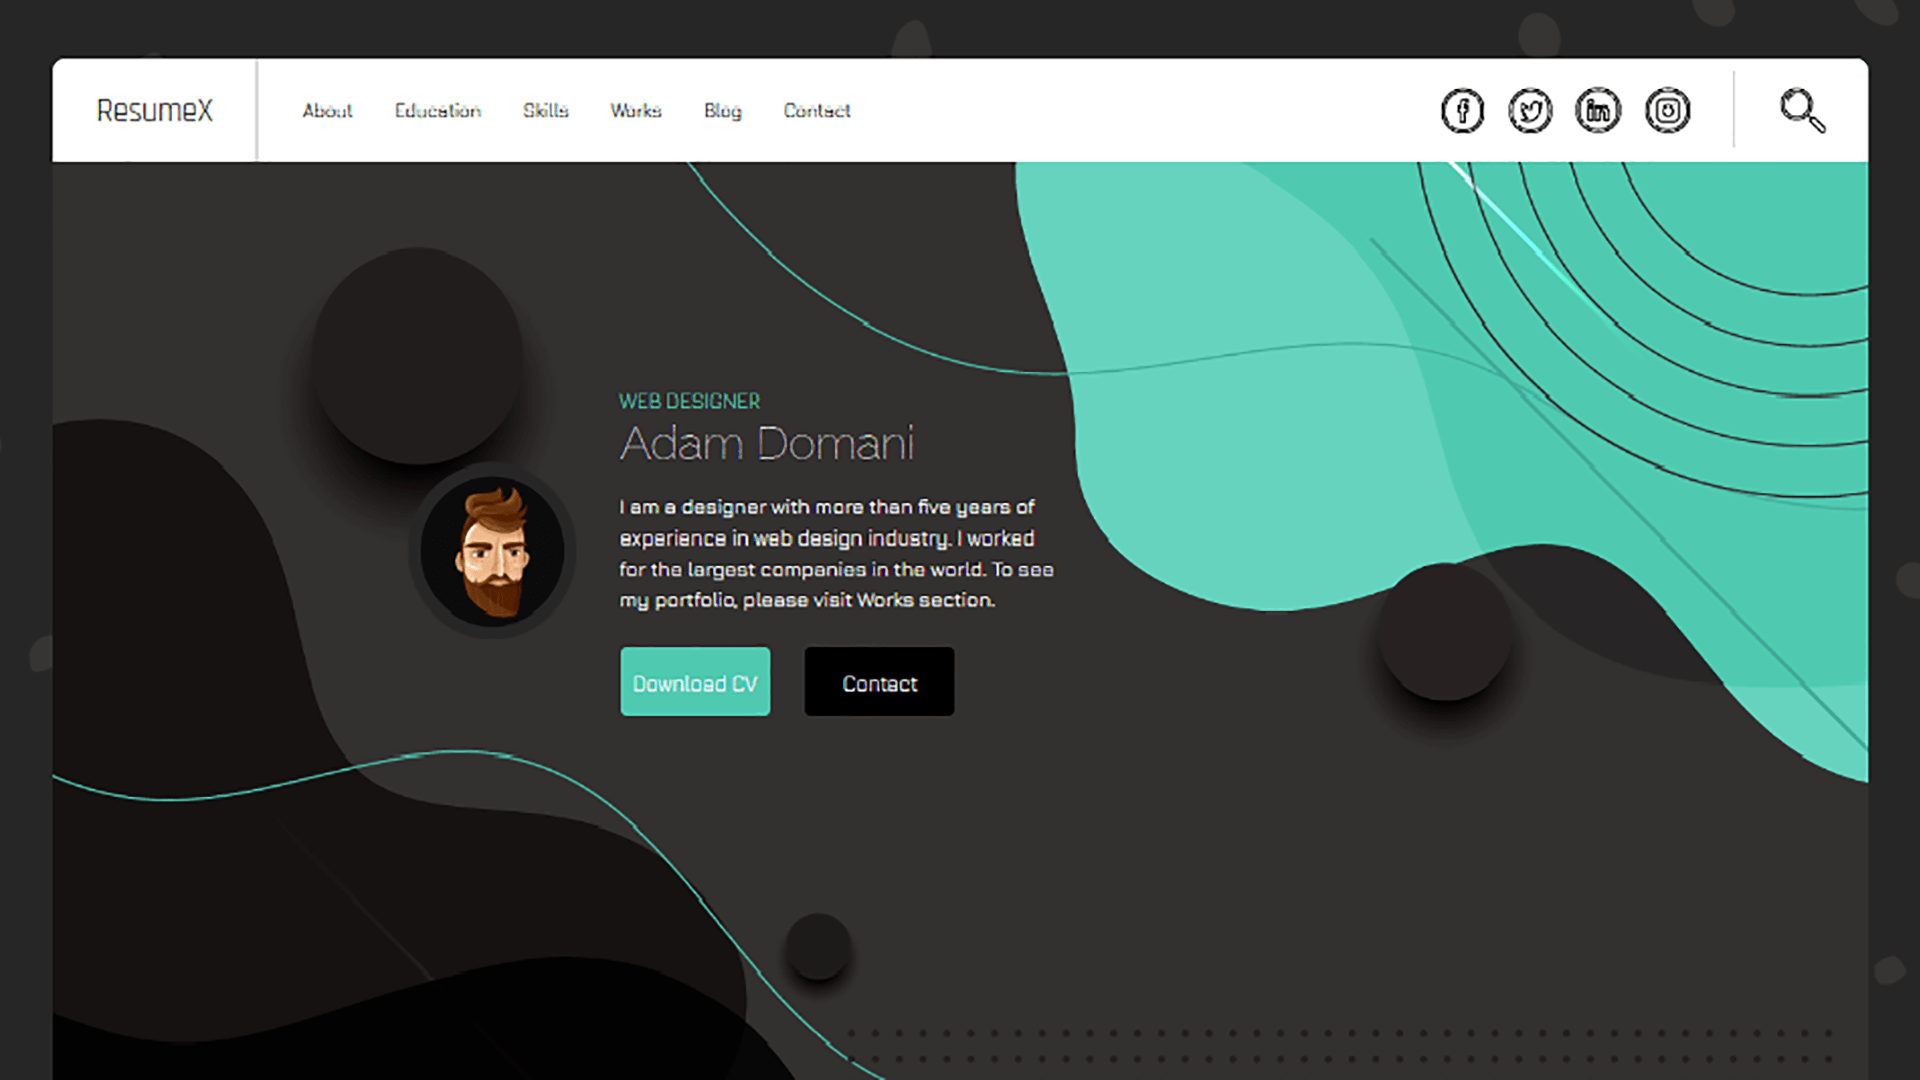 ResumeX
About Education Skills Works Blog Contact
WEB DESIGNER
Adam Domani
I am a designer with more than five years of
experience in web design industry. I worked
for the largest companies in the world. To see
my portfolio, please visit Works section.
Download CV
Contact